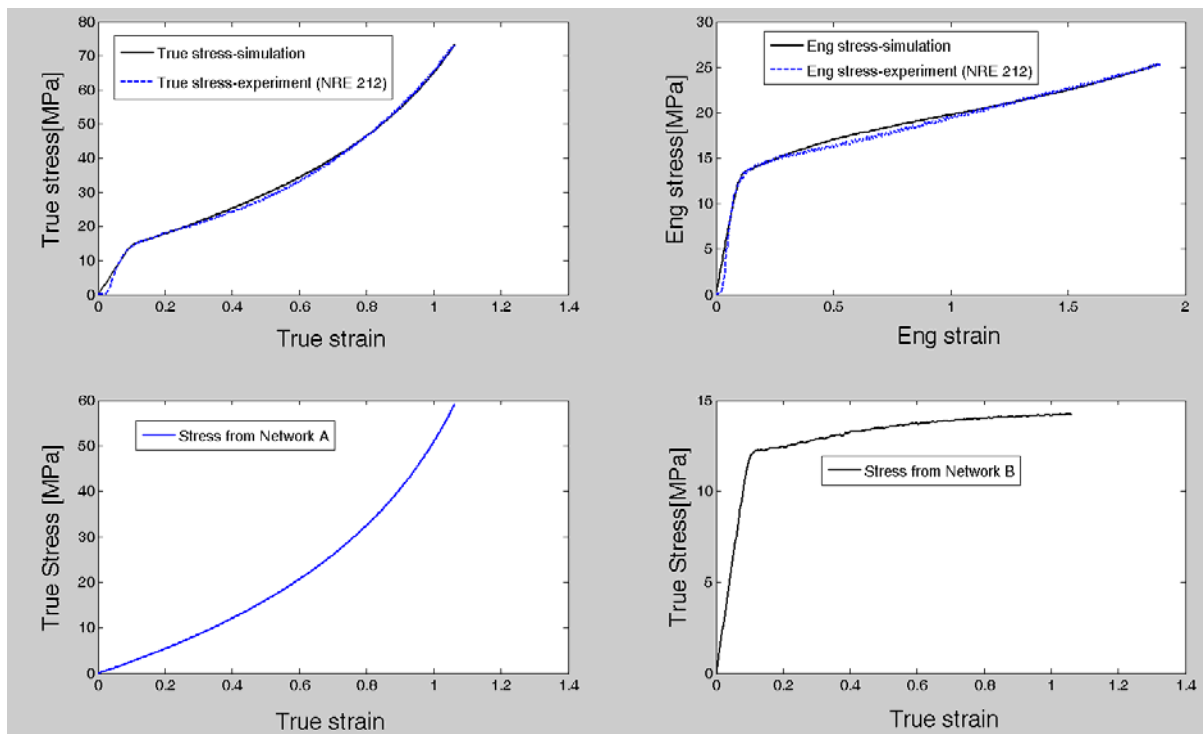 80
70
60
50
40
30
20
10
0
True stress[MPa]
True stress-simulation
True stress-experiment (NRE 212)
0 0.2 0.4 0.6 0.8 1 1.2 1.4
True strain
30
25
20
15
10
5
0
Eng stress[MPa]
Eng stress-simulation
Eng stress-experiment (NRE 212)
0 0.5 1 1.5 2
Eng strain
60
50
40
30
20
10
0
True Stress [MPa]
Stress from Network A
0 0.2 0.4 0.6 0.8 1 1.2 1.4
True strain
15
10
5
0
True Stress[MPa]
Stress from Network B
0 0.2 0.4 0.6 0.8 1 1.2 1.4
True strain